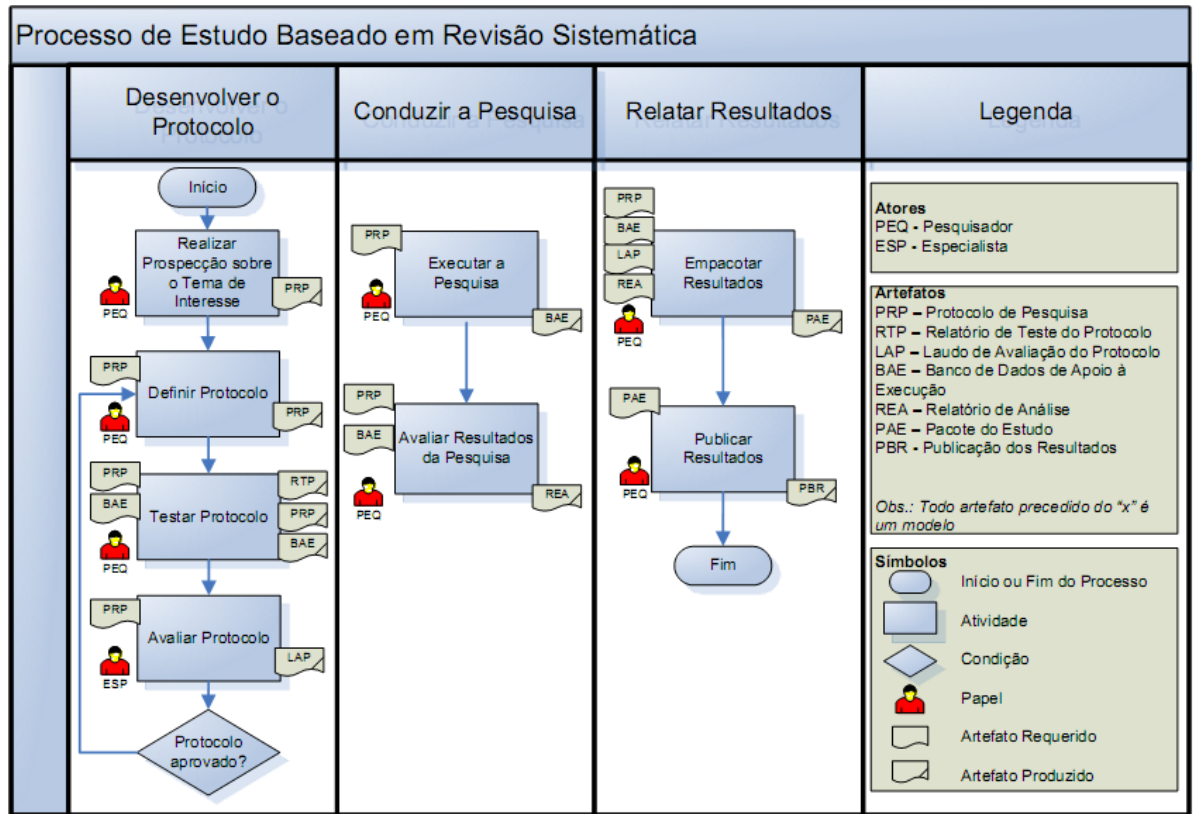 Processo de Estudo Baseado em Revisão Sistemática
Desenvolver o
Protocolo
Conduzir a Pesquisa
Relatar Resultados
Legenda
Início
Realizar
Prospecção sobre
o Tema de
Interesse
PRP
PEQ
PRP
Definir Protocolo
PRP
PEQ
PRP
BAE
Testar Protocolo
RTP
PRP
BAE
PEQ
PRP
Avaliar Protocolo
LAP
ESP
Protocolo
aprovado?
PRP
Executar a
Pesquisa
BAE
PEQ
PRP
BAE
Avaliar Resultados
da Pesquisa
REA
PEQ
PRP
BAE
LAP
REA
Empacotar
Resultados
PAE
PEQ
PAE
Publicar
Resultados
PBR
PEQ
Fim
Atores
PEQ - Pesquisador
ESP - Especialista
Artefatos
PRP – Protocolo de Pesquisa
RTP – Relatório de Teste do Protocolo
LAP – Laudo de Avaliação do Protocolo
BAE – Banco de Dados de Apoio à
Execução
REA – Relatório de Análise
PAE – Pacote do Estudo
PBR - Publicação dos Resultados
Obs.: Todo artefato precedido do “x” é
um modelo
Símbolos
Início ou Fim do Processo
Atividade
Condição
Papel
Artefato Requerido
Artefato Produzido